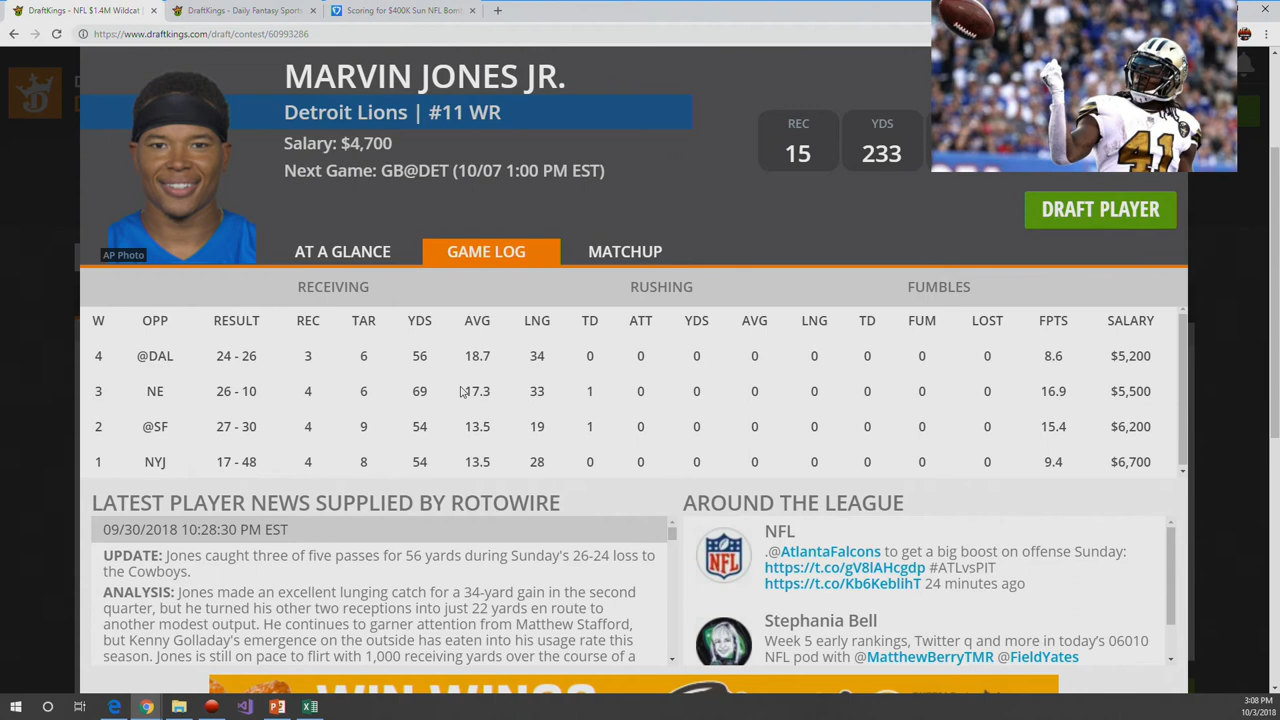 DraftKings - NFL $1.4M Wildcat
DraftKings - Daily Fantasy Sports
Scoring for $400K Sun NFL Bomb
https://www.draftkings.com/draft/contest/60993286
MARVIN JONES JR.
Detroit Lions | #11 WR
Salary: $4,700
Next Game: GB@DET (10/07 1:00 PM EST)
REC YDS
15 233
41
DRAFT PLAYER
AP Photo
AT A GLANCE GAME LOG MATCHUP
RECEIVING RUSHING FUMBLES
W OPP RESULT REC TAR YDS AVG LNG TD ATT YDS AVG LNG TD FUM LOST FPTS SALARY
4 @DAL 24 - 26 3 6 56 18.7 34 0 0 0 0 0 0 0 0 8.6 $5,200
3 NE 26 - 10 4 6 69 17.3 33 1 0 0 0 0 0 0 0 16.9 $5,500
2 @SF 27 - 30 4 9 54 13.5 19 1 0 0 0 0 0 0 0 15.4 $6,200
1 NYJ 17 - 48 4 8 54 13.5 28 0 0 0 0 0 0 0 0 9.4 $6,700
LATEST PLAYER NEWS SUPPLIED BY ROTOWIRE
09/30/2018 10:28:30 PM EST
UPDATE: Jones caught three of five passes for 56 yards during Sunday's 26-24 loss to
the Cowboys.
ANALYSIS: Jones made an excellent lunging catch for a 34-yard gain in the second
quarter, but he turned his other two receptions into just 22 yards en route to
another modest output. He continues to garner attention from Matthew Stafford,
but Kenny Golladay's emergence on the outside has eaten into his usage rate this
season. Jones is still on pace to flirt with 1,000 receiving yards over the course of a
AROUND THE LEAGUE
NFL
.@AtlantaFalcons to get a big boost on offense Sunday:
https://t.co/gV8lAHcgdp #ATLvsPIT
https://t.co/Kb6KeblihT 24 minutes ago
Stephania Bell
Week 5 early rankings, Twitter q and more in today's 06010
NFL pod with @MatthewBerryTMR @FieldYates
WIN WINGS
3:08 PM
10/3/2018